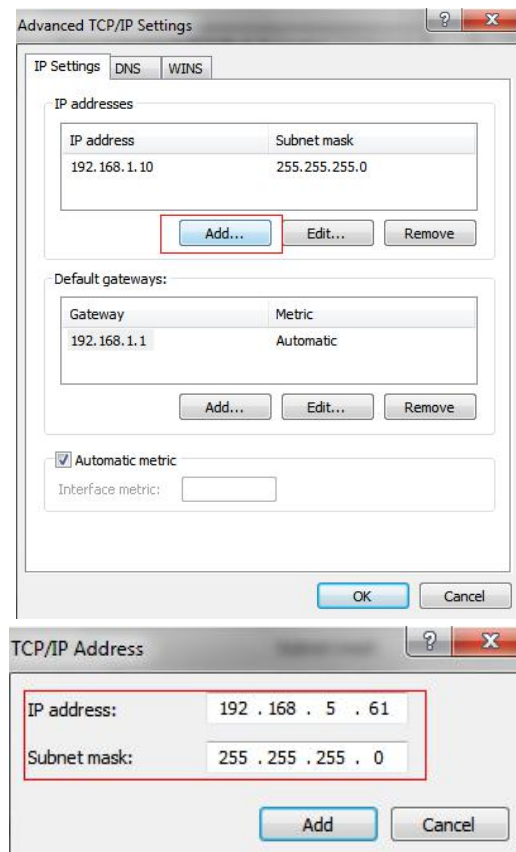 Advanced TCP/IP Settings
IP Settings DNS WINS
IP addresses
IP address Subnet mask
192.168.1.10 255.255.255.0
Add... Edit... Remove
Default gateways:
Gateway Metric
192.168.1.1 Automatic
Add... Edit... Remove
Automatic metric
Interface metric:
OK Cancel
TCP/IP Address
IP address: 192 . 168 . 5 . 61
Subnet mask: 255 . 255 . 255 . 0
Add Cancel